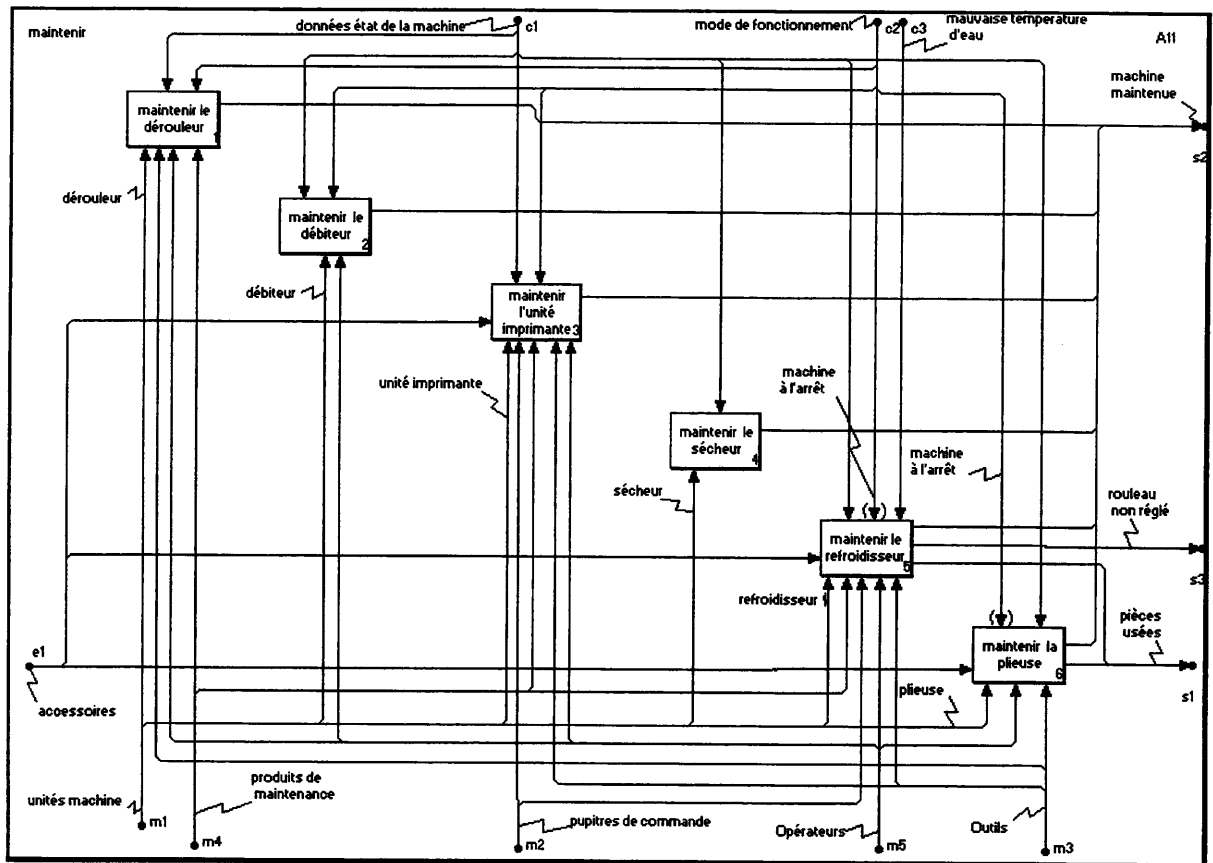 maintenir
données état de la machine
c1
mode de fonctionnement
c2
c3
mauvaise température
d'eau
A11
machine
maintenue
s2
maintenir le
dérouleur
1
dérouleur
maintenir le
débiteur
2
débiteur
maintenir
l'unité
imprimante
3
unité imprimante
machine
à l'arrêt
maintenir le
sécheur
4
sécheur
machine
à l'arrêt
rouleau
non réglé
s3
maintenir le
refroidisseur
5
refroidisseur
( )
( )
maintenir la
plieuse
6
pièces
usées
s1
e1
accessoires
plieuse
unités machine
m1
produits de
maintenance
m4
pupitres de commande
m2
Opérateurs
m5
Outils
m3